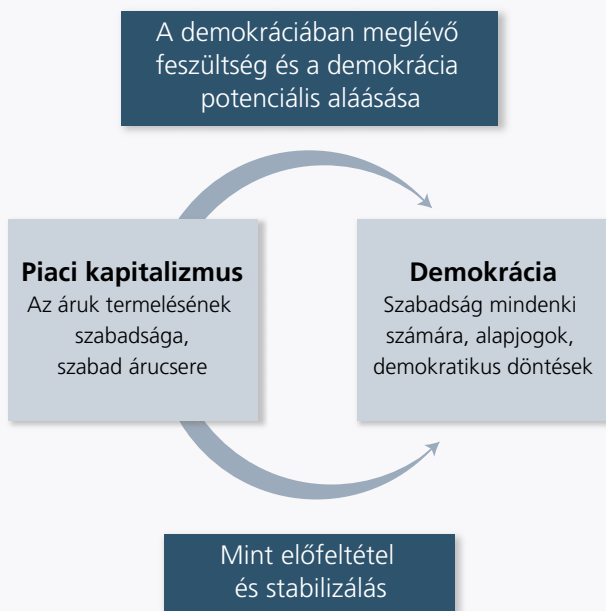 A demokráciában meglévő
feszültség és a demokrácia
potenciális aláásása
Piaci kapitalizmus
Az áruk termelésének
szabadsága,
szabad árucsere
Demokrácia
Szabadság mindenki
számára, alapjogok,
demokratikus döntések
Mint előfeltétel
és stabilizálás